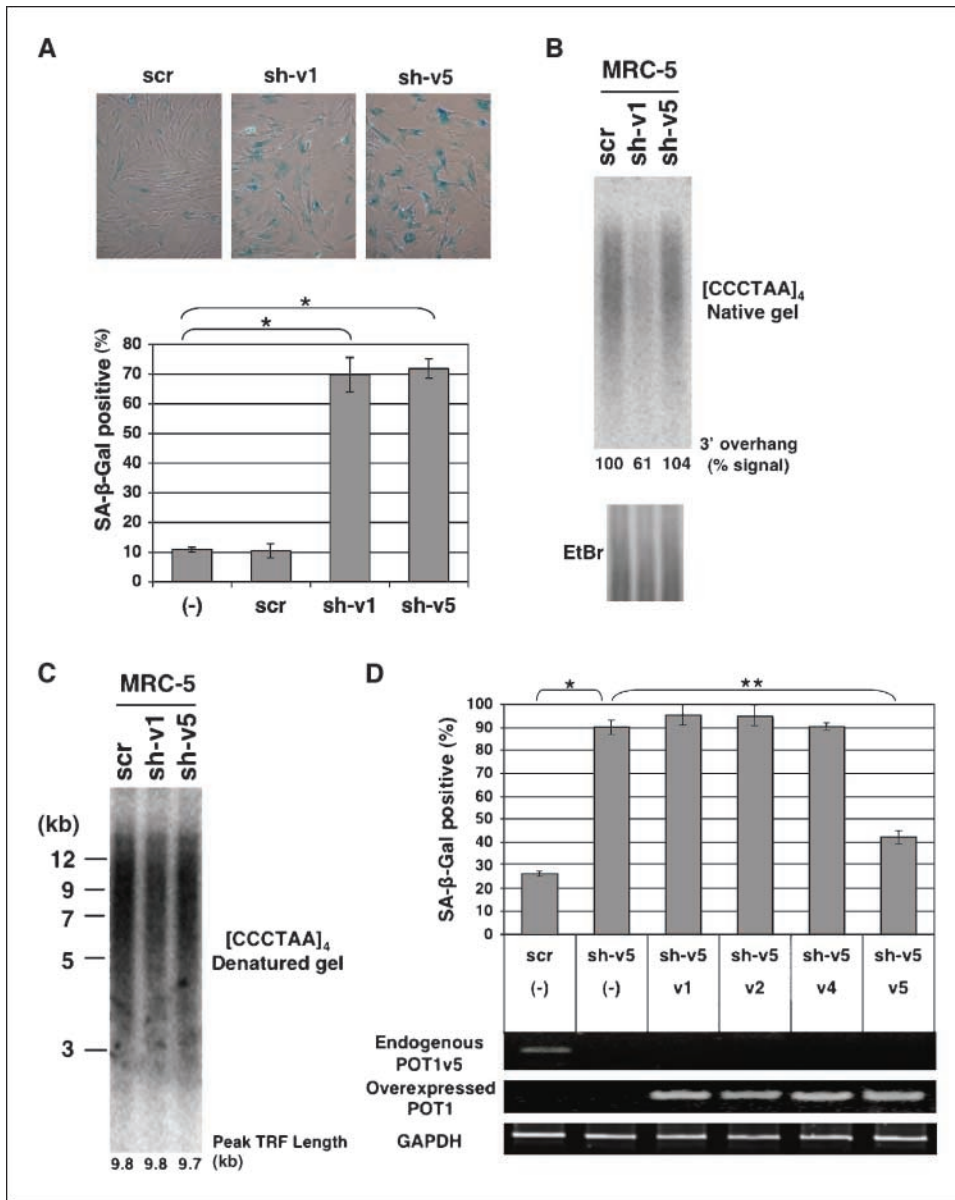 A
scr
sh-v1
sh-v5
*
*
SA-β-Gal positive (%)
80
70
60
50
40
30
20
10
0
(-)
scr
sh-v1
sh-v5
B
MRC-5
scr
sh-v1
sh-v5
[CCCTAA]4
Native gel
3' overhang
(% signal)
100 61 104
EtBr
C
MRC-5
scr
sh-v1
sh-v5
(kb)
12
9
7
5
3
[CCCTAA]4
Denatured gel
Peak TRF Length
(kb)
9.8 9.8 9.7
D
*
**
SA-β-Gal positive (%)
100
90
80
70
60
50
40
30
20
10
0
scr sh-v5 sh-v5 sh-v5 sh-v5 sh-v5
(-) (-) v1 v2 v4 v5
Endogenous
POT1v5
Overexpressed
POT1
GAPDH